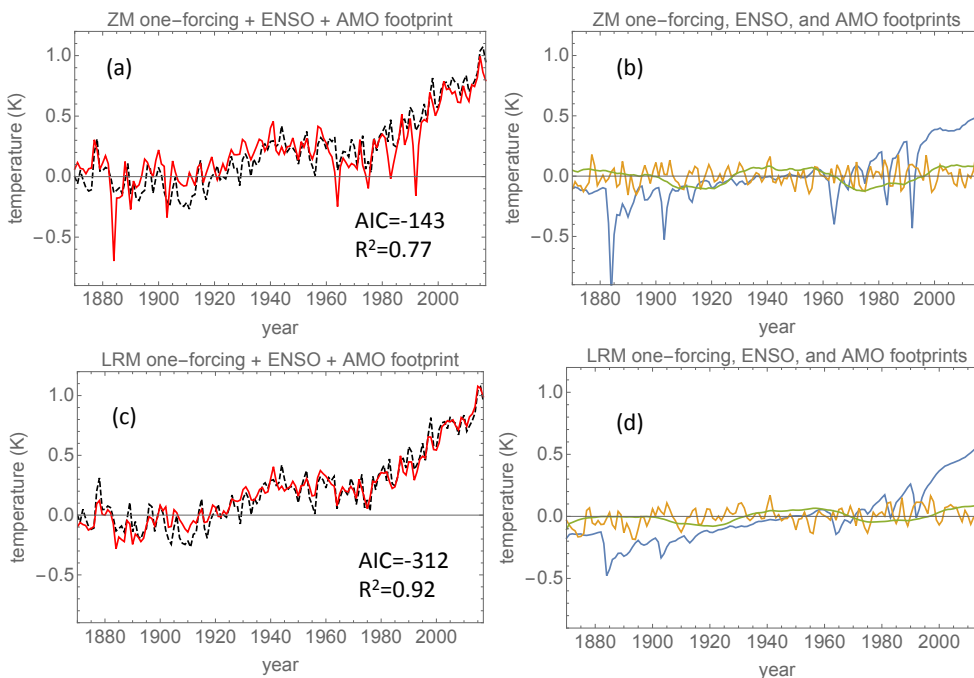 ZM one-forcing + ENSO + AMO footprint
(a)
temperature (K)
1.0
0.5
0.0
−0.5
AIC=-143
R²=0.77
1880 1900 1920 1940 1960 1980 2000
year
ZM one-forcing, ENSO, and AMO footprints
(b)
temperature (K)
1.0
0.5
0.0
−0.5
1880 1900 1920 1940 1960 1980 2000
year
LRM one-forcing + ENSO + AMO footprint
(c)
temperature (K)
1.0
0.5
0.0
−0.5
AIC=-312
R²=0.92
1880 1900 1920 1940 1960 1980 2000
year
LRM one-forcing, ENSO, and AMO footprints
(d)
temperature (K)
1.0
0.5
0.0
−0.5
1880 1900 1920 1940 1960 1980 2000
year